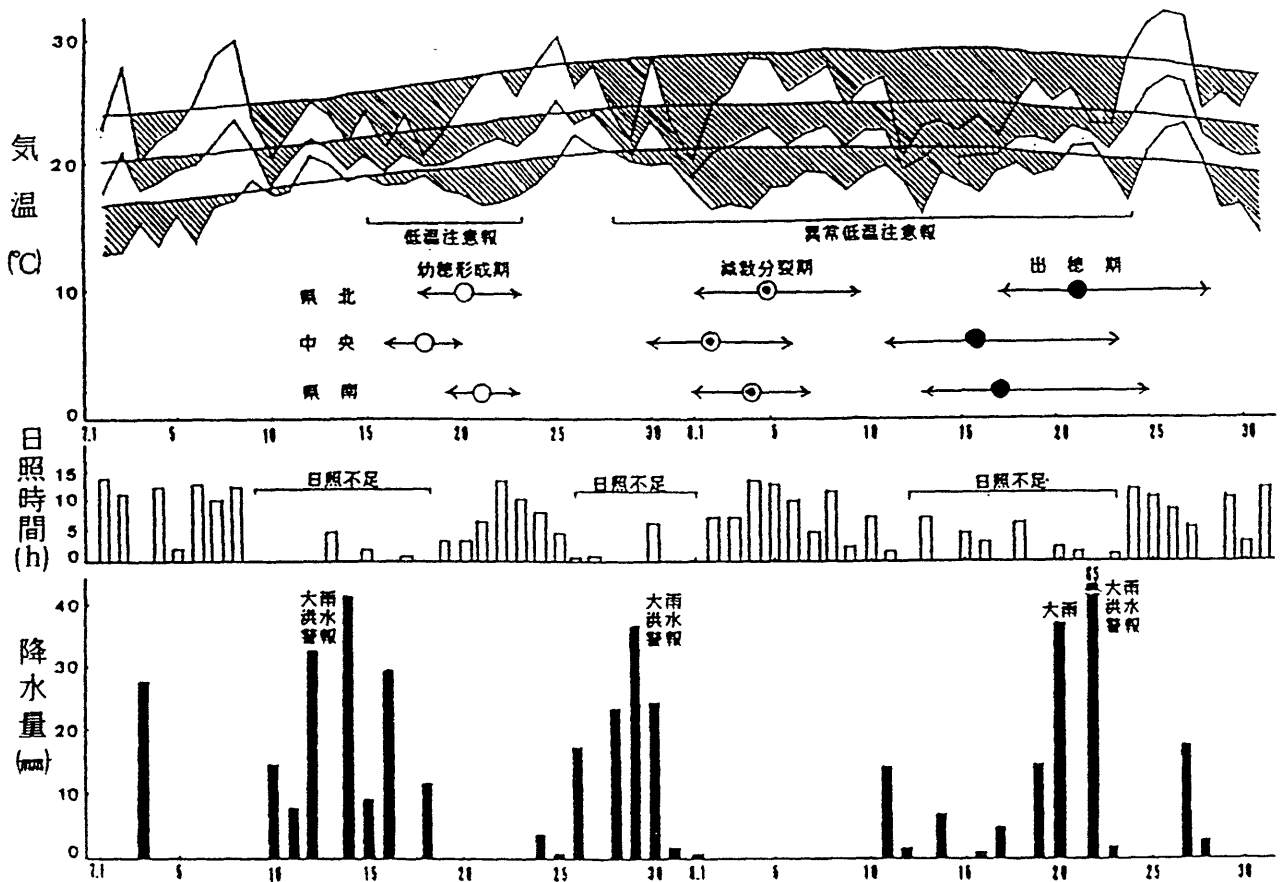 気温(℃)
30
20
10
0
低温注意報
異常低温注意報
幼穂形成期
減数分裂期
出穂期
県北
中央
県南
7.1 5 10 15 20 25 30 8.1 5 10 15 20 25 30
日照時間(h)
15
10
5
0
日照不足
日照不足
日照不足
降水量(mm)
40
30
20
10
0
大雨
洪水
警報
大雨
洪水
警報
大雨
65
大雨
洪水
警報
7.1 5 10 15 20 25 30 8.1 5 10 15 20 25 30